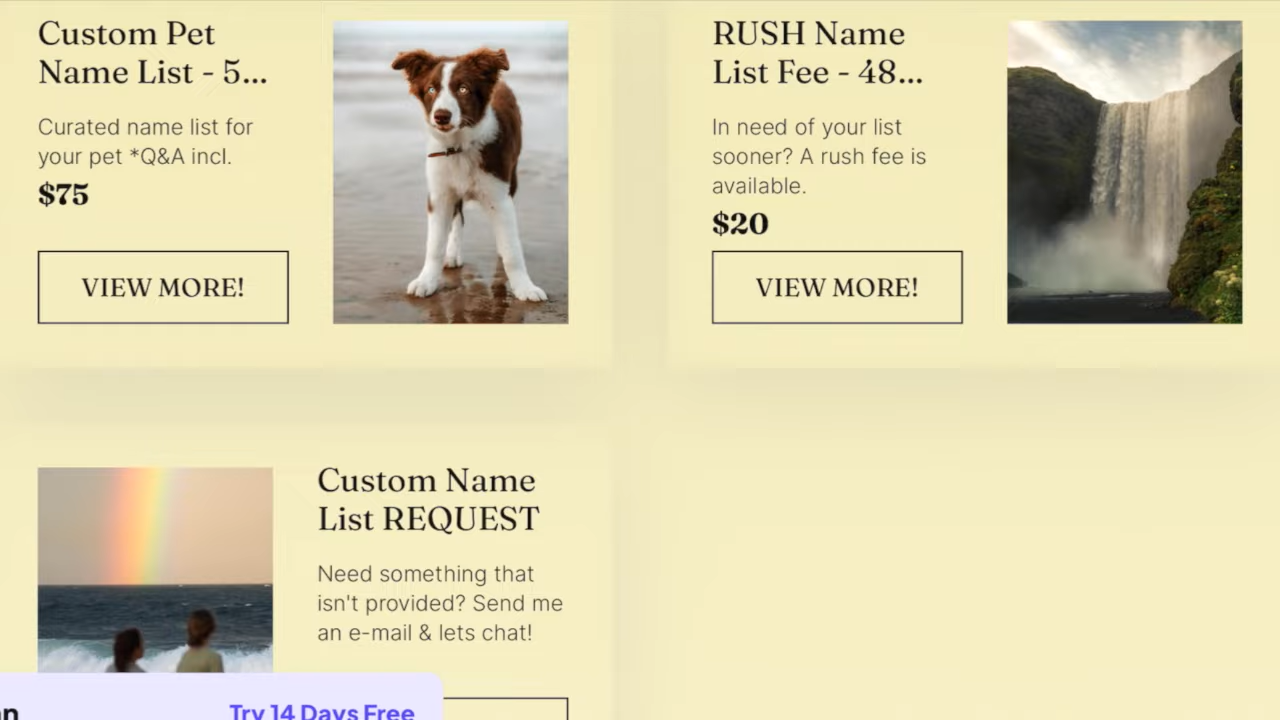 Custom Pet
Name List - 5...
Curated name list for
your pet *Q&A incl.
$75
VIEW MORE!
RUSH Name
List Fee - 48...
In need of your list
sooner? A rush fee is
available.
$20
VIEW MORE!
Custom Name
List REQUEST
Need something that
isn't provided? Send me
an e-mail & lets chat!
Try 14 Days Free